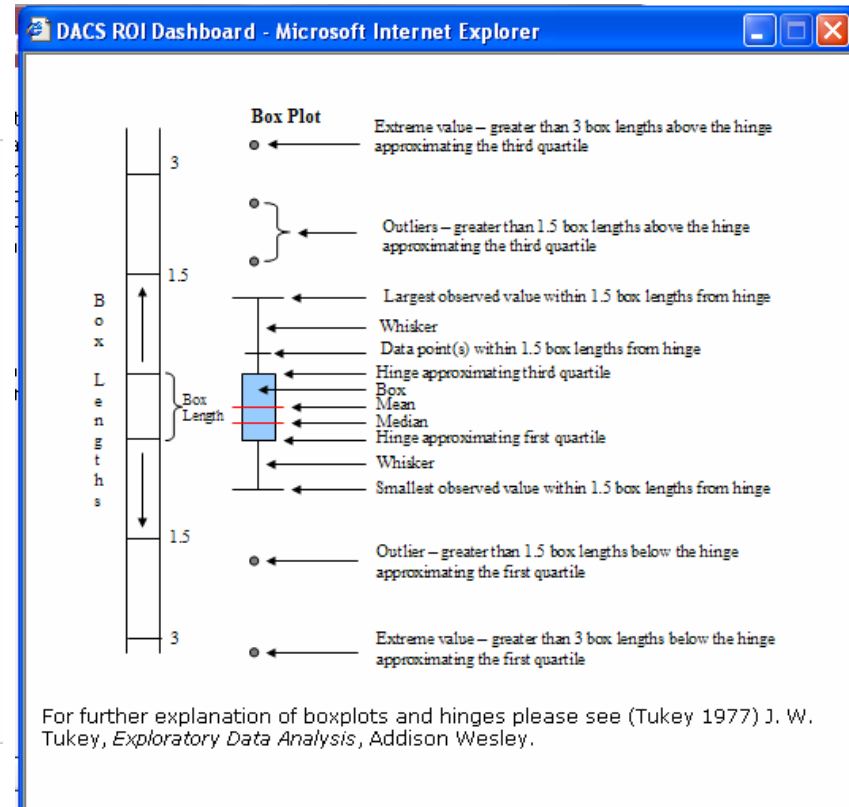 DACS ROI Dashboard - Microsoft Internet Explorer
Box Plot
Extreme value – greater than 3 box lengths above the hinge
approximating the third quartile
3
Outliers – greater than 1.5 box lengths above the hinge
approximating the third quartile
1.5
Box Lengths
Largest observed value within 1.5 box lengths from hinge
Whisker
Data point(s) within 1.5 box lengths from hinge
Hinge approximating third quartile
Box
Box
Length
Mean
Median
Hinge approximating first quartile
Whisker
Smallest observed value within 1.5 box lengths from hinge
1.5
Outlier – greater than 1.5 box lengths below the hinge
approximating the first quartile
3
Extreme value – greater than 3 box lengths below the hinge
approximating the first quartile
For further explanation of boxplots and hinges please see (Tukey 1977) J. W.
Tukey, Exploratory Data Analysis, Addison Wesley.